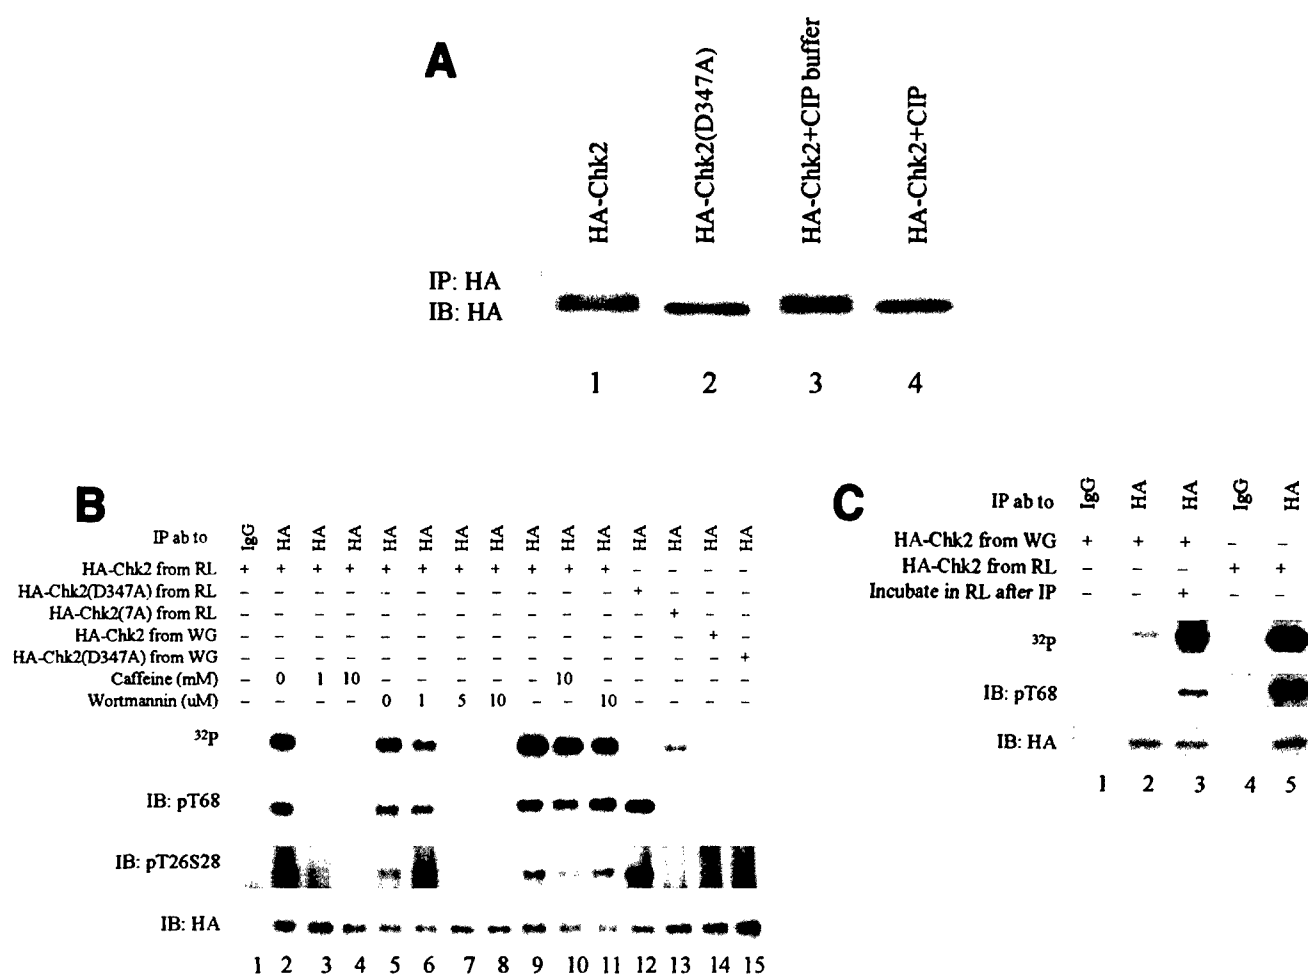 A
HA-Chk2
HA-Chk2(D347A)
HA-Chk2+CIP buffer
HA-Chk2+CIP
IP: HA
IB: HA
1 2 3 4
B
IP ab to IgG HA HA HA HA HA HA HA HA HA HA HA HA HA HA
HA-Chk2 from RL + + + + + + + + + + + – – – –
HA-Chk2(D347A) from RL – – – – – – – – – – – + – – –
HA-Chk2(7A) from RL – – – – – – – – – – – – + – –
HA-Chk2 from WG – – – – – – – – – – – – – + –
HA-Chk2(D347A) from WG – – – – – – – – – – – – – – +
Caffeine (mM) – 0 1 10 – – – – – 10 – – – – –
Wortmannin (uM) – – – – 0 1 5 10 – – 10 – – – –
32P
IB: pT68
IB: pT26S28
IB: HA
1 2 3 4 5 6 7 8 9 10 11 12 13 14 15
C
IP ab to IgG HA HA IgG HA
HA-Chk2 from WG + + + – –
HA-Chk2 from RL – – – + +
Incubate in RL after IP – – + – –
32P
IB: pT68
IB: HA
1 2 3 4 5